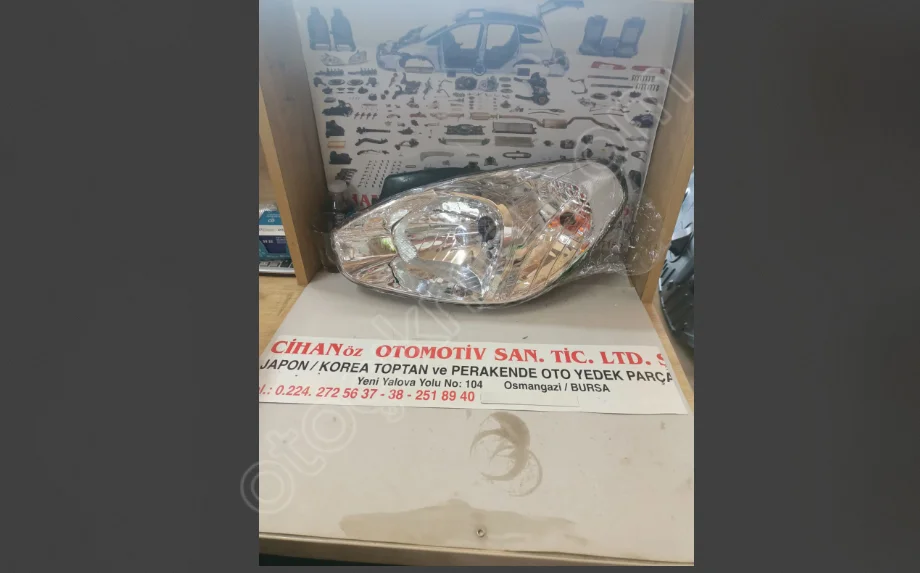 CİHANöz OTOMOTİV SAN. TİC. LTD. Ş
JAPON / KOREA TOPTAN ve PERAKENDE OTO YEDEK PARÇA
Yeni Yalova Yolu No: 104 Osmangazi / BURSA
el.: 0.224. 272 56 37 - 38 - 251 89 40